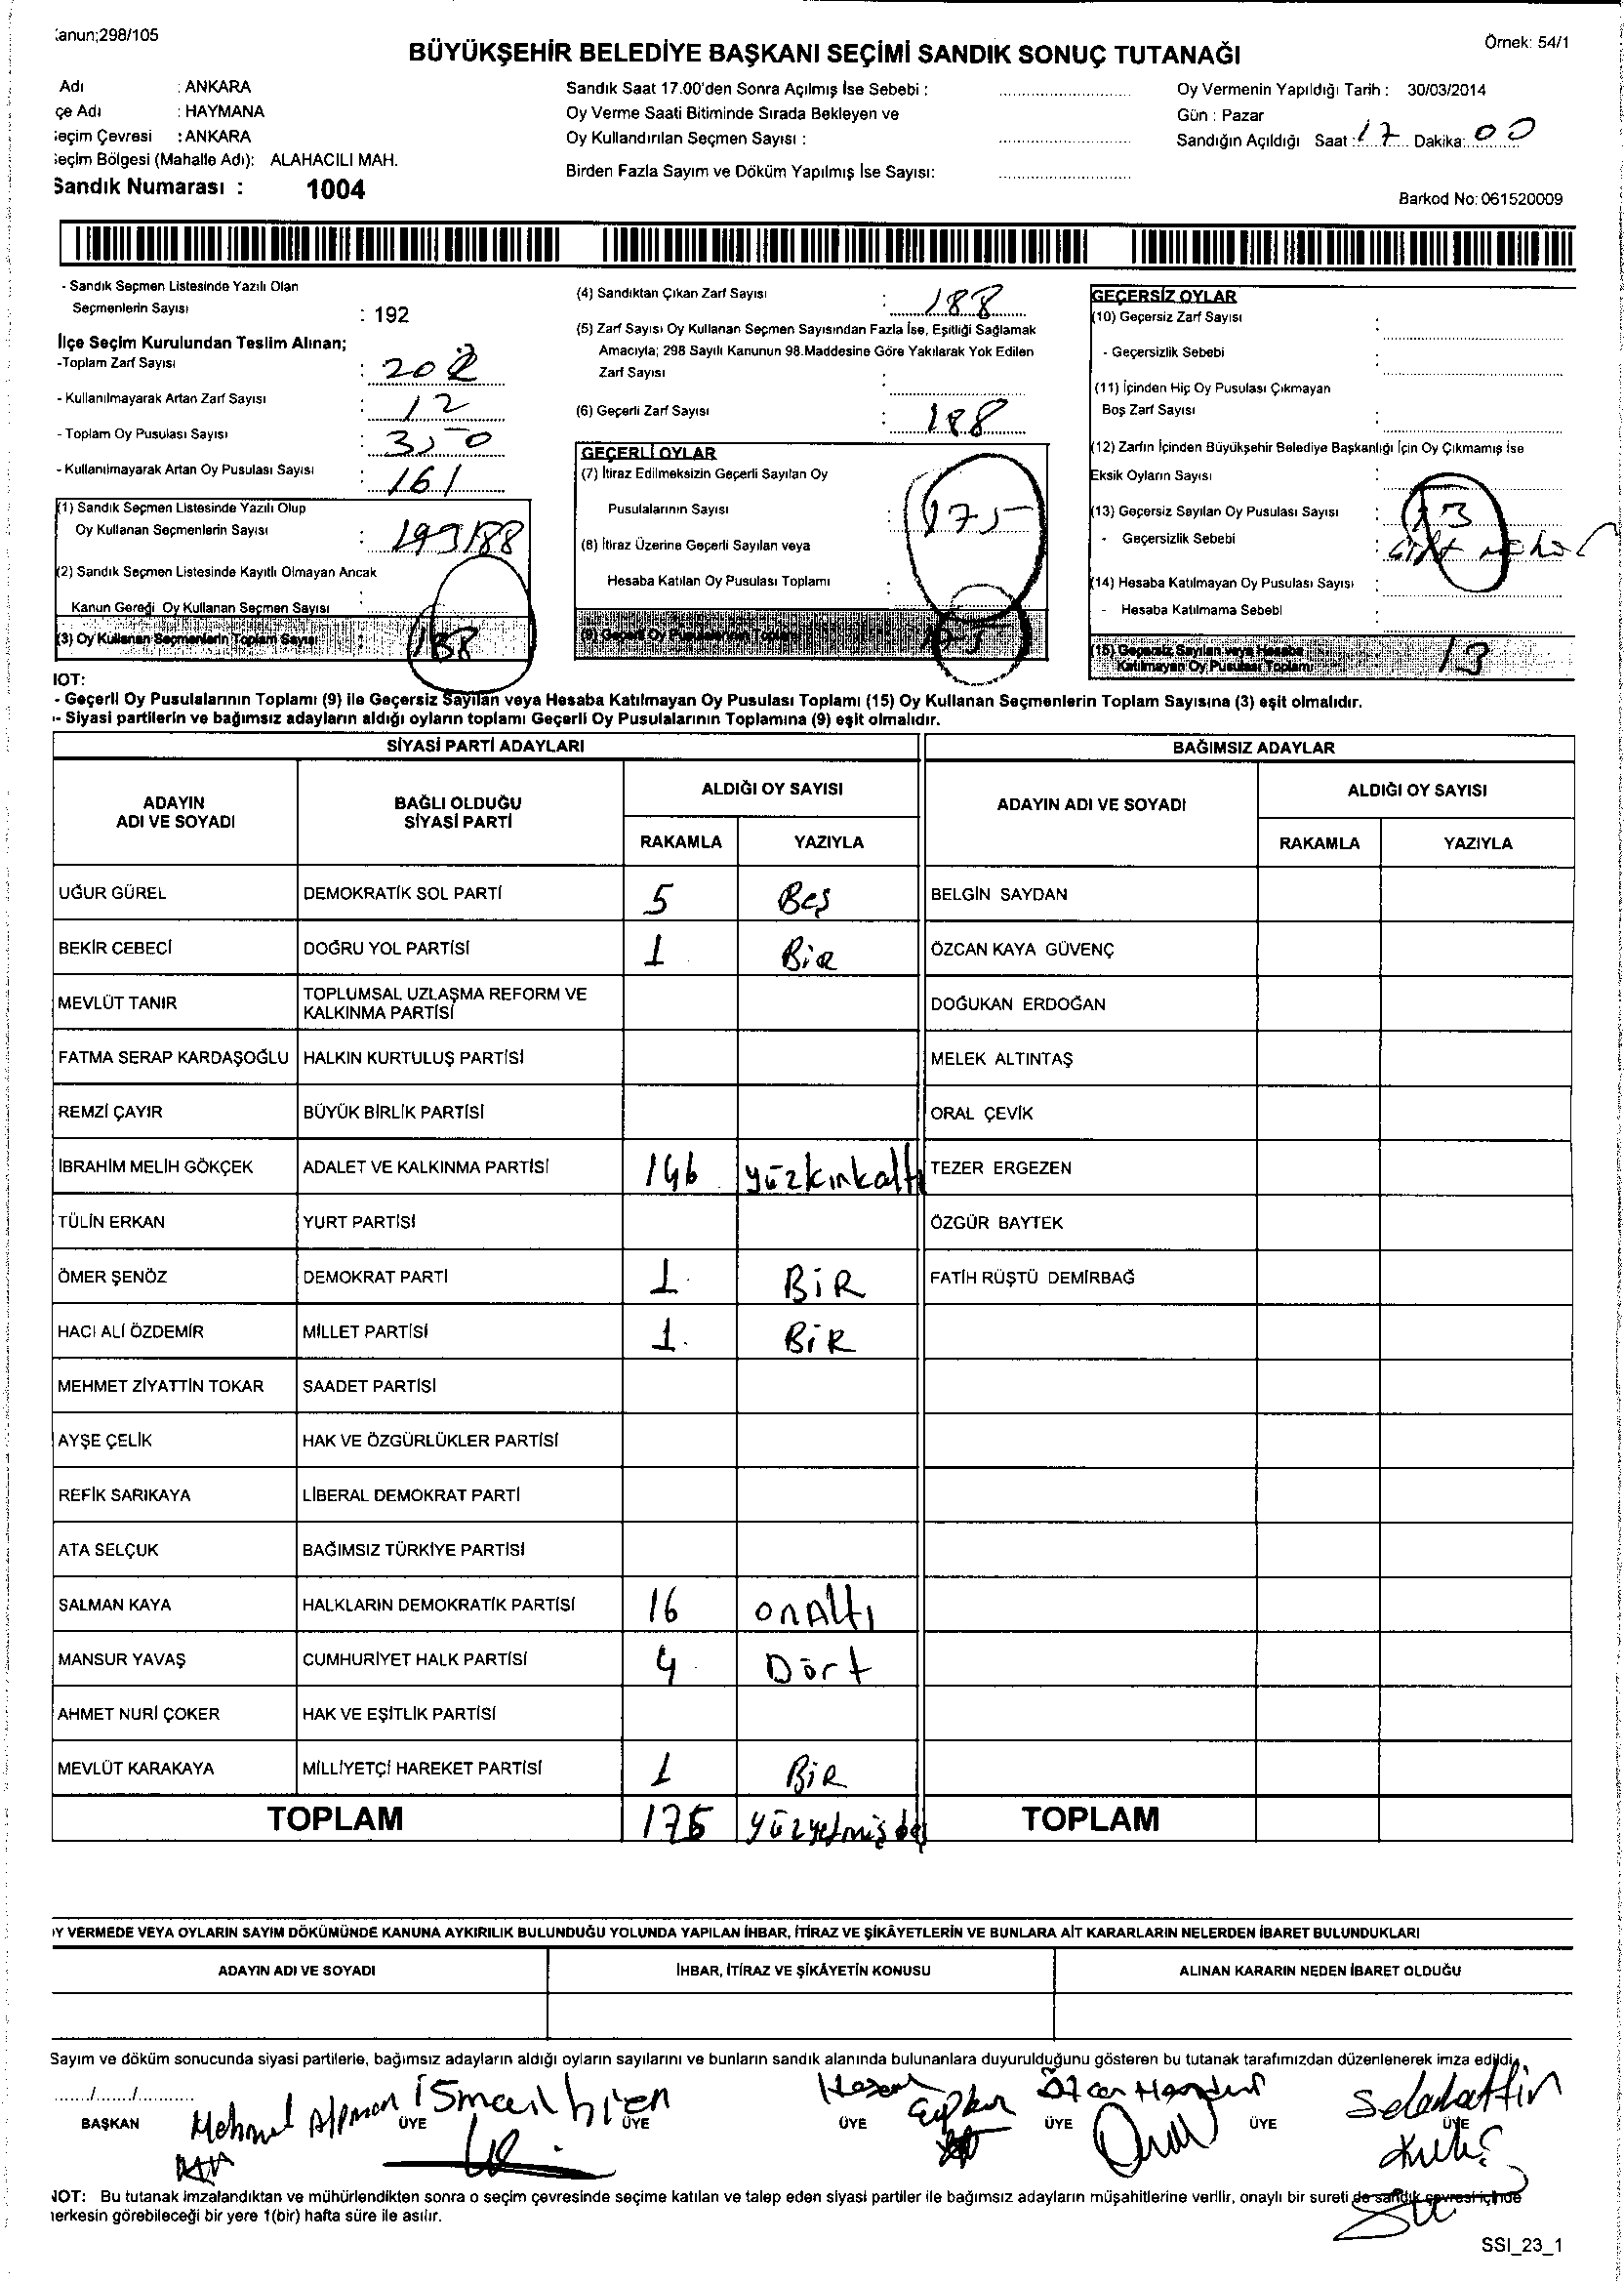 anun;298/105
Örnek: 54/1
BÜYÜKŞEHİR BELEDİYE BAŞKANI SEÇİMİ SANDIK SONUÇ TUTANAĞI
Adı : ANKARA
çe Adı : HAYMANA
eçim Çevresi : ANKARA
eçim Bölgesi (Mahalle Adı): ALAHACILI MAH.
Sandık Numarası : 1004
Sandık Saat 17.00'den Sonra Açılmış İse Sebebi :
Oy Verme Saati Bitiminde Sırada Bekleyen ve
Oy Kullandırılan Seçmen Sayısı :
Birden Fazla Sayım ve Döküm Yapılmış İse Sayısı:
Oy Vermenin Yapıldığı Tarih : 30/03/2014
Gün : Pazar
Sandığın Açıldığı Saat : 17 Dakika: 00
Barkod No: 061520009
- Sandık Seçmen Listesinde Yazılı Olan
Seçmenlerin Sayısı : 192
İlçe Seçim Kurulundan Teslim Alınan;
-Toplam Zarf Sayısı : 202
- Kullanılmayarak Artan Zarf Sayısı : 12
- Toplam Oy Pusulası Sayısı : 350
- Kullanılmayarak Artan Oy Pusulası Sayısı : 161
(1) Sandık Seçmen Listesinde Yazılı Olup
Oy Kullanan Seçmenlerin Sayısı : 188
(2) Sandık Seçmen Listesinde Kayıtlı Olmayan Ancak
Kanun Gereği Oy Kullanan Seçmen Sayısı :
(3) Oy Kullanan Seçmenlerin Toplam Sayısı 188
(4) Sandıktan Çıkan Zarf Sayısı : 188
(5) Zarf Sayısı Oy Kullanan Seçmen Sayısından Fazla İse, Eşitliği Sağlamak
Amacıyla; 298 Sayılı Kanunun 98.Maddesine Göre Yakılarak Yok Edilen
Zarf Sayısı :
(6) Geçerli Zarf Sayısı : 188
GEÇERLİ OYLAR
(7) İtiraz Edilmeksizin Geçerli Sayılan Oy
Pusulalarının Sayısı : 175
(8) İtiraz Üzerine Geçerli Sayılan veya
Hesaba Katılan Oy Pusulası Toplamı :
(9) Geçerli Oy Pusulalarının Toplamı 175
GEÇERSİZ OYLAR
(10) Geçersiz Zarf Sayısı :
- Geçersizlik Sebebi :
(11) İçinden Hiç Oy Pusulası Çıkmayan
Boş Zarf Sayısı :
(12) Zarfın İçinden Büyükşehir Belediye Başkanlığı İçin Oy Çıkmamış İse
Eksik Oyların Sayısı :
(13) Geçersiz Sayılan Oy Pusulası Sayısı : 13
- Geçersizlik Sebebi : çift mühür
(14) Hesaba Katılmayan Oy Pusulası Sayısı :
- Hesaba Katılmama Sebebi :
(15) Geçersiz Sayılan veya Hesaba
Katılmayan Oy Pusulası Toplamı 13
NOT:
- Geçerli Oy Pusulalarının Toplamı (9) ile Geçersiz Sayılan veya Hesaba Katılmayan Oy Pusulası Toplamı (15) Oy Kullanan Seçmenlerin Toplam Sayısına (3) eşit olmalıdır.
- Siyasi partilerin ve bağımsız adayların aldığı oyların toplamı Geçerli Oy Pusulalarının Toplamına (9) eşit olmalıdır.
SİYASİ PARTİ ADAYLARI BAĞIMSIZ ADAYLAR
ADAYIN ADI VE SOYADI BAĞLI OLDUĞU SİYASİ PARTİ ALDIĞI OY SAYISI ADAYIN ADI VE SOYADI ALDIĞI OY SAYISI
RAKAMLA YAZIYLA RAKAMLA YAZIYLA
UĞUR GÜREL DEMOKRATİK SOL PARTİ 5 Beş BELGİN SAYDAN
BEKİR CEBECİ DOĞRU YOL PARTİSİ 1 BiR ÖZCAN KAYA GÜVENÇ
MEVLÜT TANIR TOPLUMSAL UZLAŞMA REFORM VE KALKINMA PARTİSİ DOĞUKAN ERDOĞAN
FATMA SERAP KARDAŞOĞLU HALKIN KURTULUŞ PARTİSİ MELEK ALTINTAŞ
REMZİ ÇAYIR BÜYÜK BİRLİK PARTİSİ ORAL ÇEVİK
İBRAHİM MELİH GÖKÇEK ADALET VE KALKINMA PARTİSİ 146 yüzkırkaltı TEZER ERGEZEN
TÜLİN ERKAN YURT PARTİSİ ÖZGÜR BAYTEK
ÖMER ŞENÖZ DEMOKRAT PARTİ 1 BiR FATİH RÜŞTÜ DEMİRBAĞ
HACI ALİ ÖZDEMİR MİLLET PARTİSİ 1 BiR
MEHMET ZİYATTİN TOKAR SAADET PARTİSİ
AYŞE ÇELİK HAK VE ÖZGÜRLÜKLER PARTİSİ
REFİK SARIKAYA LİBERAL DEMOKRAT PARTİ
ATA SELÇUK BAĞIMSIZ TÜRKİYE PARTİSİ
SALMAN KAYA HALKLARIN DEMOKRATİK PARTİSİ 16 onAltı
MANSUR YAVAŞ CUMHURİYET HALK PARTİSİ 4 Dört
AHMET NURİ ÇOKER HAK VE EŞİTLİK PARTİSİ
MEVLÜT KARAKAYA MİLLİYETÇİ HAREKET PARTİSİ 1 BiR
TOPLAM 175 yüzyetmişbeş TOPLAM
Y VERMEDE VEYA OYLARIN SAYIM DÖKÜMÜNDE KANUNA AYKIRILIK BULUNDUĞU YOLUNDA YAPILAN İHBAR, İTİRAZ VE ŞİKÂYETLERİN VE BUNLARA AİT KARARLARIN NELERDEN İBARET BULUNDUKLARI
ADAYIN ADI VE SOYADI İHBAR, İTİRAZ VE ŞİKÂYETİN KONUSU ALINAN KARARIN NEDEN İBARET OLDUĞU
Sayım ve döküm sonucunda siyasi partilerle, bağımsız adayların aldığı oyların sayılarını ve bunların sandık alanında bulunanlara duyurulduğunu gösteren bu tutanak tarafımızdan düzenlenerek imza edildi.
....../....../...........
Mehmet Alpman İSmail Hasan Özcan Selahattin
BAŞKAN ÜYE ÜYE ÜYE ÜYE ÜYE ÜYE
NOT: Bu tutanak imzalandıktan ve mühürlendikten sonra o seçim çevresinde seçime katılan ve talep eden siyasi partiler ile bağımsız adayların müşahitlerine verilir, onaylı bir sureti de sandık çevresi içinde
erkesin görebileceği bir yere 1(bir) hafta süre ile asılır.
SSI_23_1